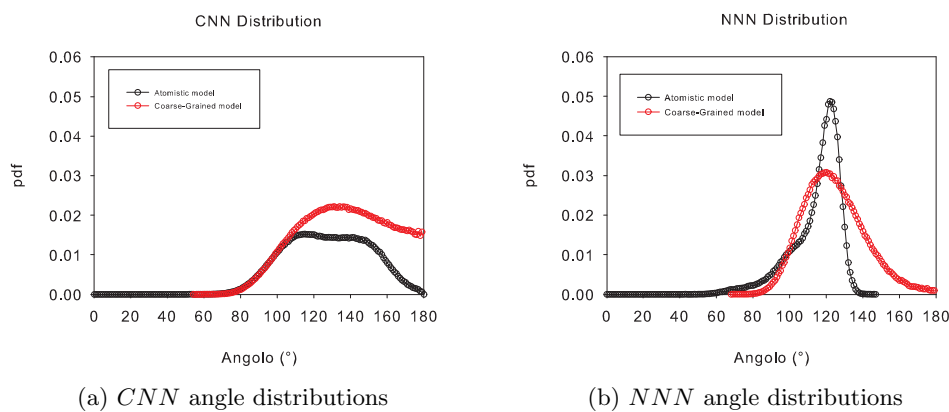 CNN Distribution
0.06
0.05
0.04
0.03
0.02
0.01
0.00
pdf
Atomistic model
Coarse-Grained model
0 20 40 60 80 100 120 140 160 180
Angolo (°)
(a) CNN angle distributions
NNN Distribution
0.06
0.05
0.04
0.03
0.02
0.01
0.00
pdf
Atomistic model
Coarse-Grained model
0 20 40 60 80 100 120 140 160 180
Angolo (°)
(b) NNN angle distributions